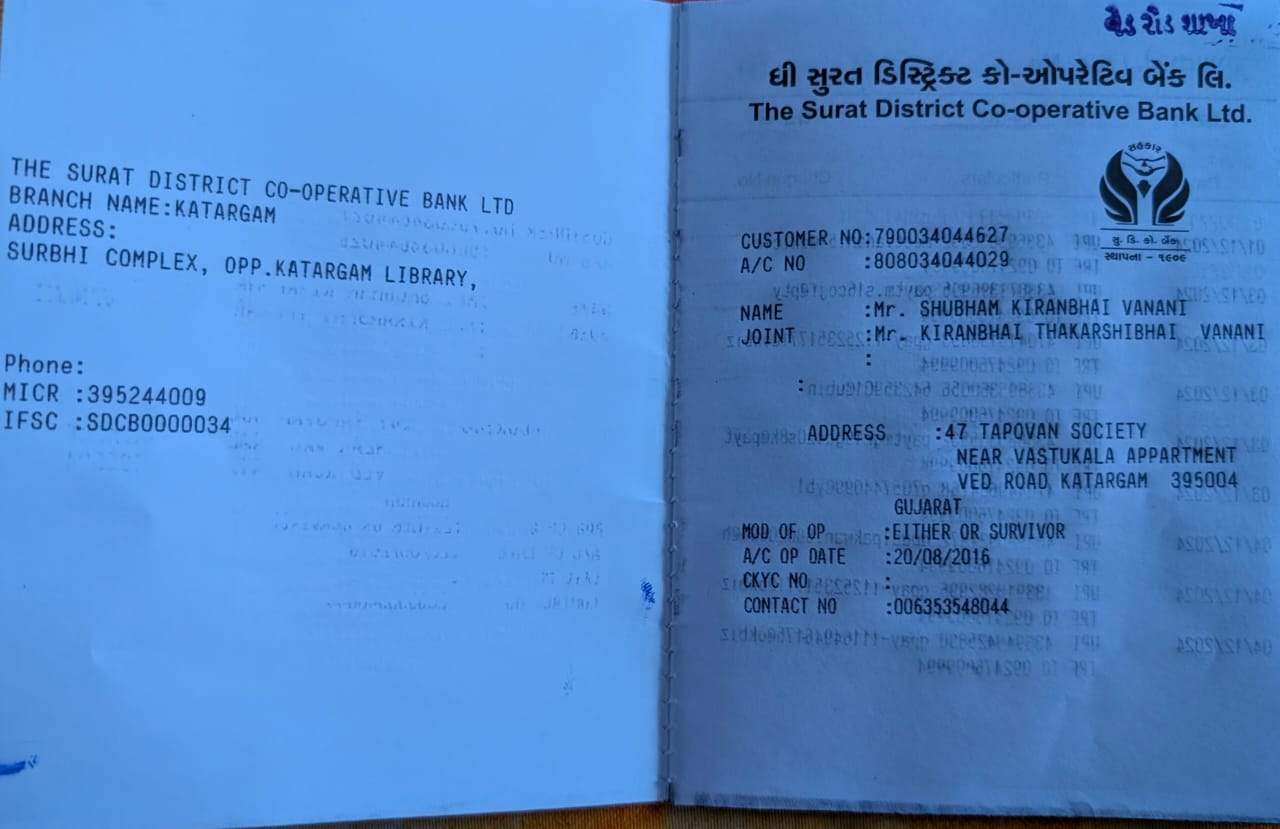 THE SURAT DISTRICT CO-OPERATIVE BANK LTD
BRANCH NAME:KATARGAM
ADDRESS:
SURBHI COMPLEX, OPP.KATARGAM LIBRARY,
Phone:
MICR :395244009
IFSC :SDCB0000034
વેડ રોડ શાખા
ધી સુરત ડિસ્ટ્રિક્ટ કો-ઓપરેટિવ બેંક લિ.
The Surat District Co-operative Bank Ltd.
સહકાર
સુ. ડિ. કો. બેંક
સ્થાપના - ૧૯૦૯
CUSTOMER NO:790034044627
A/C NO :808034044029
NAME :Mr. SHUBHAM KIRANBHAI VANANI
JOINT :Mr. KIRANBHAI THAKARSHIBHAI VANANI
:
:
ADDRESS :47 TAPOVAN SOCIETY
NEAR VASTUKALA APPARTMENT
VED ROAD KATARGAM 395004
GUJARAT
MOD OF OP :EITHER OR SURVIVOR
A/C OP DATE :20/08/2016
CKYC NO :
CONTACT NO :006353548044